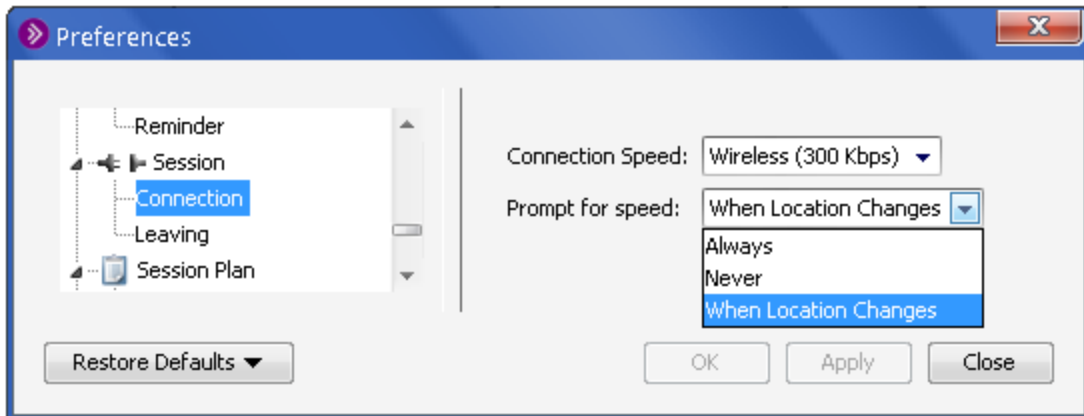 Preferences
X
Reminder
Session
Connection
Leaving
Session Plan
Connection Speed: Wireless (300 Kbps)
Prompt for speed: When Location Changes
Always
Never
When Location Changes
Restore Defaults
OK
Apply
Close